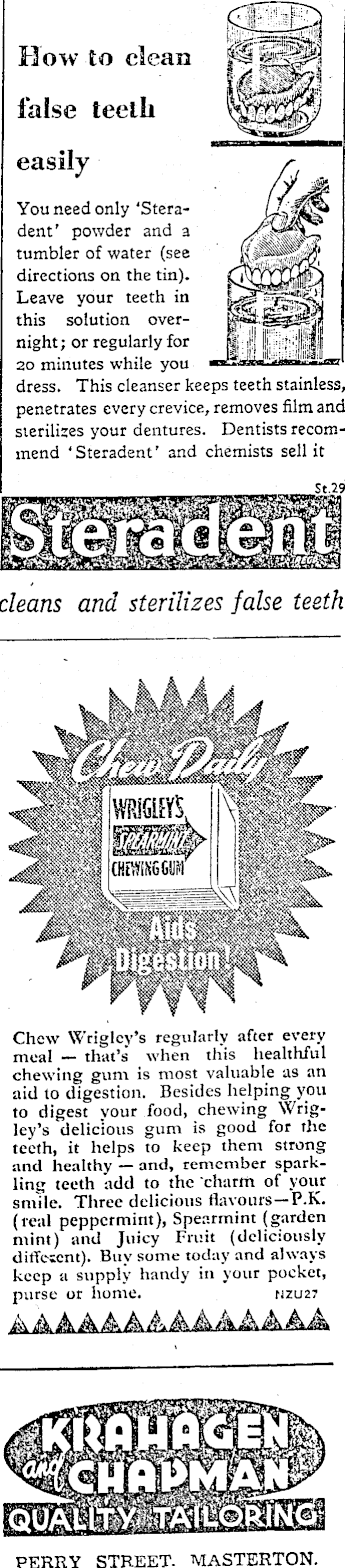 How to clean
false teeth
easily
You need only 'Stera-
dent' powder and a
tumbler of water (see
directions on the tin).
Leave your teeth in
this solution over-
night; or regularly for
20 minutes while you
dress. This cleanser keeps teeth stainless,
penetrates every crevice, removes film and
sterilizes your dentures. Dentists recom-
mend 'Steradent' and chemists sell it
St.29
Steradent
cleans and sterilizes false teeth
Chew Daily
WRIGLEY'S
SPEARMINT
CHEWING GUM
Aids
Digestion!
Chew Wrigley's regularly after every
meal — that's when this healthful
chewing gum is most valuable as an
aid to digestion. Besides helping you
to digest your food, chewing Wrig-
ley's delicious gum is good for the
teeth, it helps to keep them strong
and healthy — and, remember spark-
ling teeth add to the charm of your
smile. Three delicious flavours—P.K.
(real peppermint), Spearmint (garden
mint) and Juicy Fruit (deliciously
different). Buy some today and always
keep a supply handy in your pocket,
purse or home. NZU27
KRAHAGEN
and CHAPMAN
QUALITY TAILORING
PERRY STREET. MASTERTON.